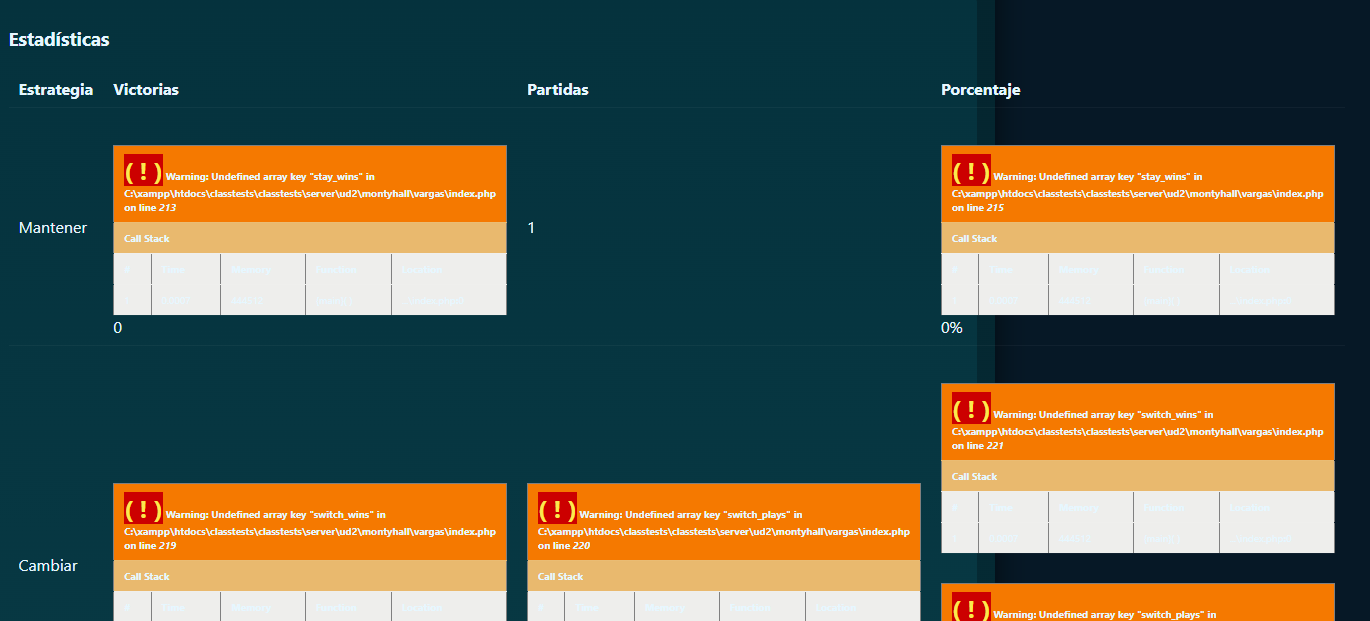 Estadísticas
Estrategia Victorias Partidas Porcentaje
Mantener
( ! ) Warning: Undefined array key "stay_wins" in
C:\xampp\htdocs\classtests\classtests\server\ud2\montyhall\vargas\index.php
on line 213
Call Stack
# Time Memory Function Location
0
1
( ! ) Warning: Undefined array key "stay_wins" in
C:\xampp\htdocs\classtests\classtests\server\ud2\montyhall\vargas\index.php
on line 215
Call Stack
# Time Memory Function Location
0%
Cambiar
( ! ) Warning: Undefined array key "switch_wins" in
C:\xampp\htdocs\classtests\classtests\server\ud2\montyhall\vargas\index.php
on line 219
Call Stack
# Time Memory Function Location
( ! ) Warning: Undefined array key "switch_plays" in
C:\xampp\htdocs\classtests\classtests\server\ud2\montyhall\vargas\index.php
on line 220
Call Stack
# Time Memory Function Location
( ! ) Warning: Undefined array key "switch_wins" in
C:\xampp\htdocs\classtests\classtests\server\ud2\montyhall\vargas\index.php
on line 221
Call Stack
# Time Memory Function Location
( ! ) Warning: Undefined array key "switch_plays" in